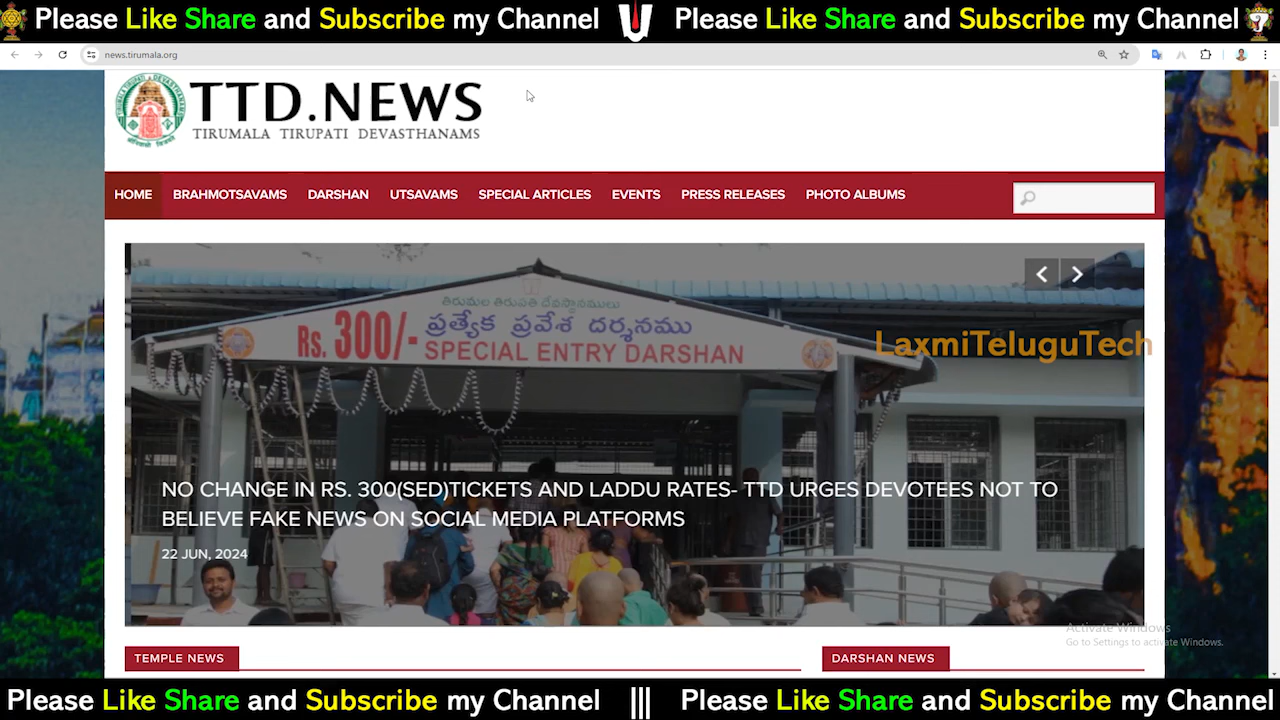 Please Like Share and Subscribe my Channel Please Like Share and Subscribe my Channel
news.tirumala.org
TTD.NEWS
TIRUMALA TIRUPATI DEVASTHANAMS
HOME BRAHMOTSAVAMS DARSHAN UTSAVAMS SPECIAL ARTICLES EVENTS PRESS RELEASES PHOTO ALBUMS
తిరుమల తిరుపతి దేవస్థానములు
Rs. 300/- ప్రత్యేక ప్రవేశ దర్శనము
SPECIAL ENTRY DARSHAN
LaxmiTeluguTech
NO CHANGE IN RS. 300(SED)TICKETS AND LADDU RATES- TTD URGES DEVOTEES NOT TO
BELIEVE FAKE NEWS ON SOCIAL MEDIA PLATFORMS
22 JUN, 2024
Activate Windows
Go to Settings to activate Windows.
TEMPLE NEWS DARSHAN NEWS
Please Like Share and Subscribe my Channel ||| Please Like Share and Subscribe my Channel